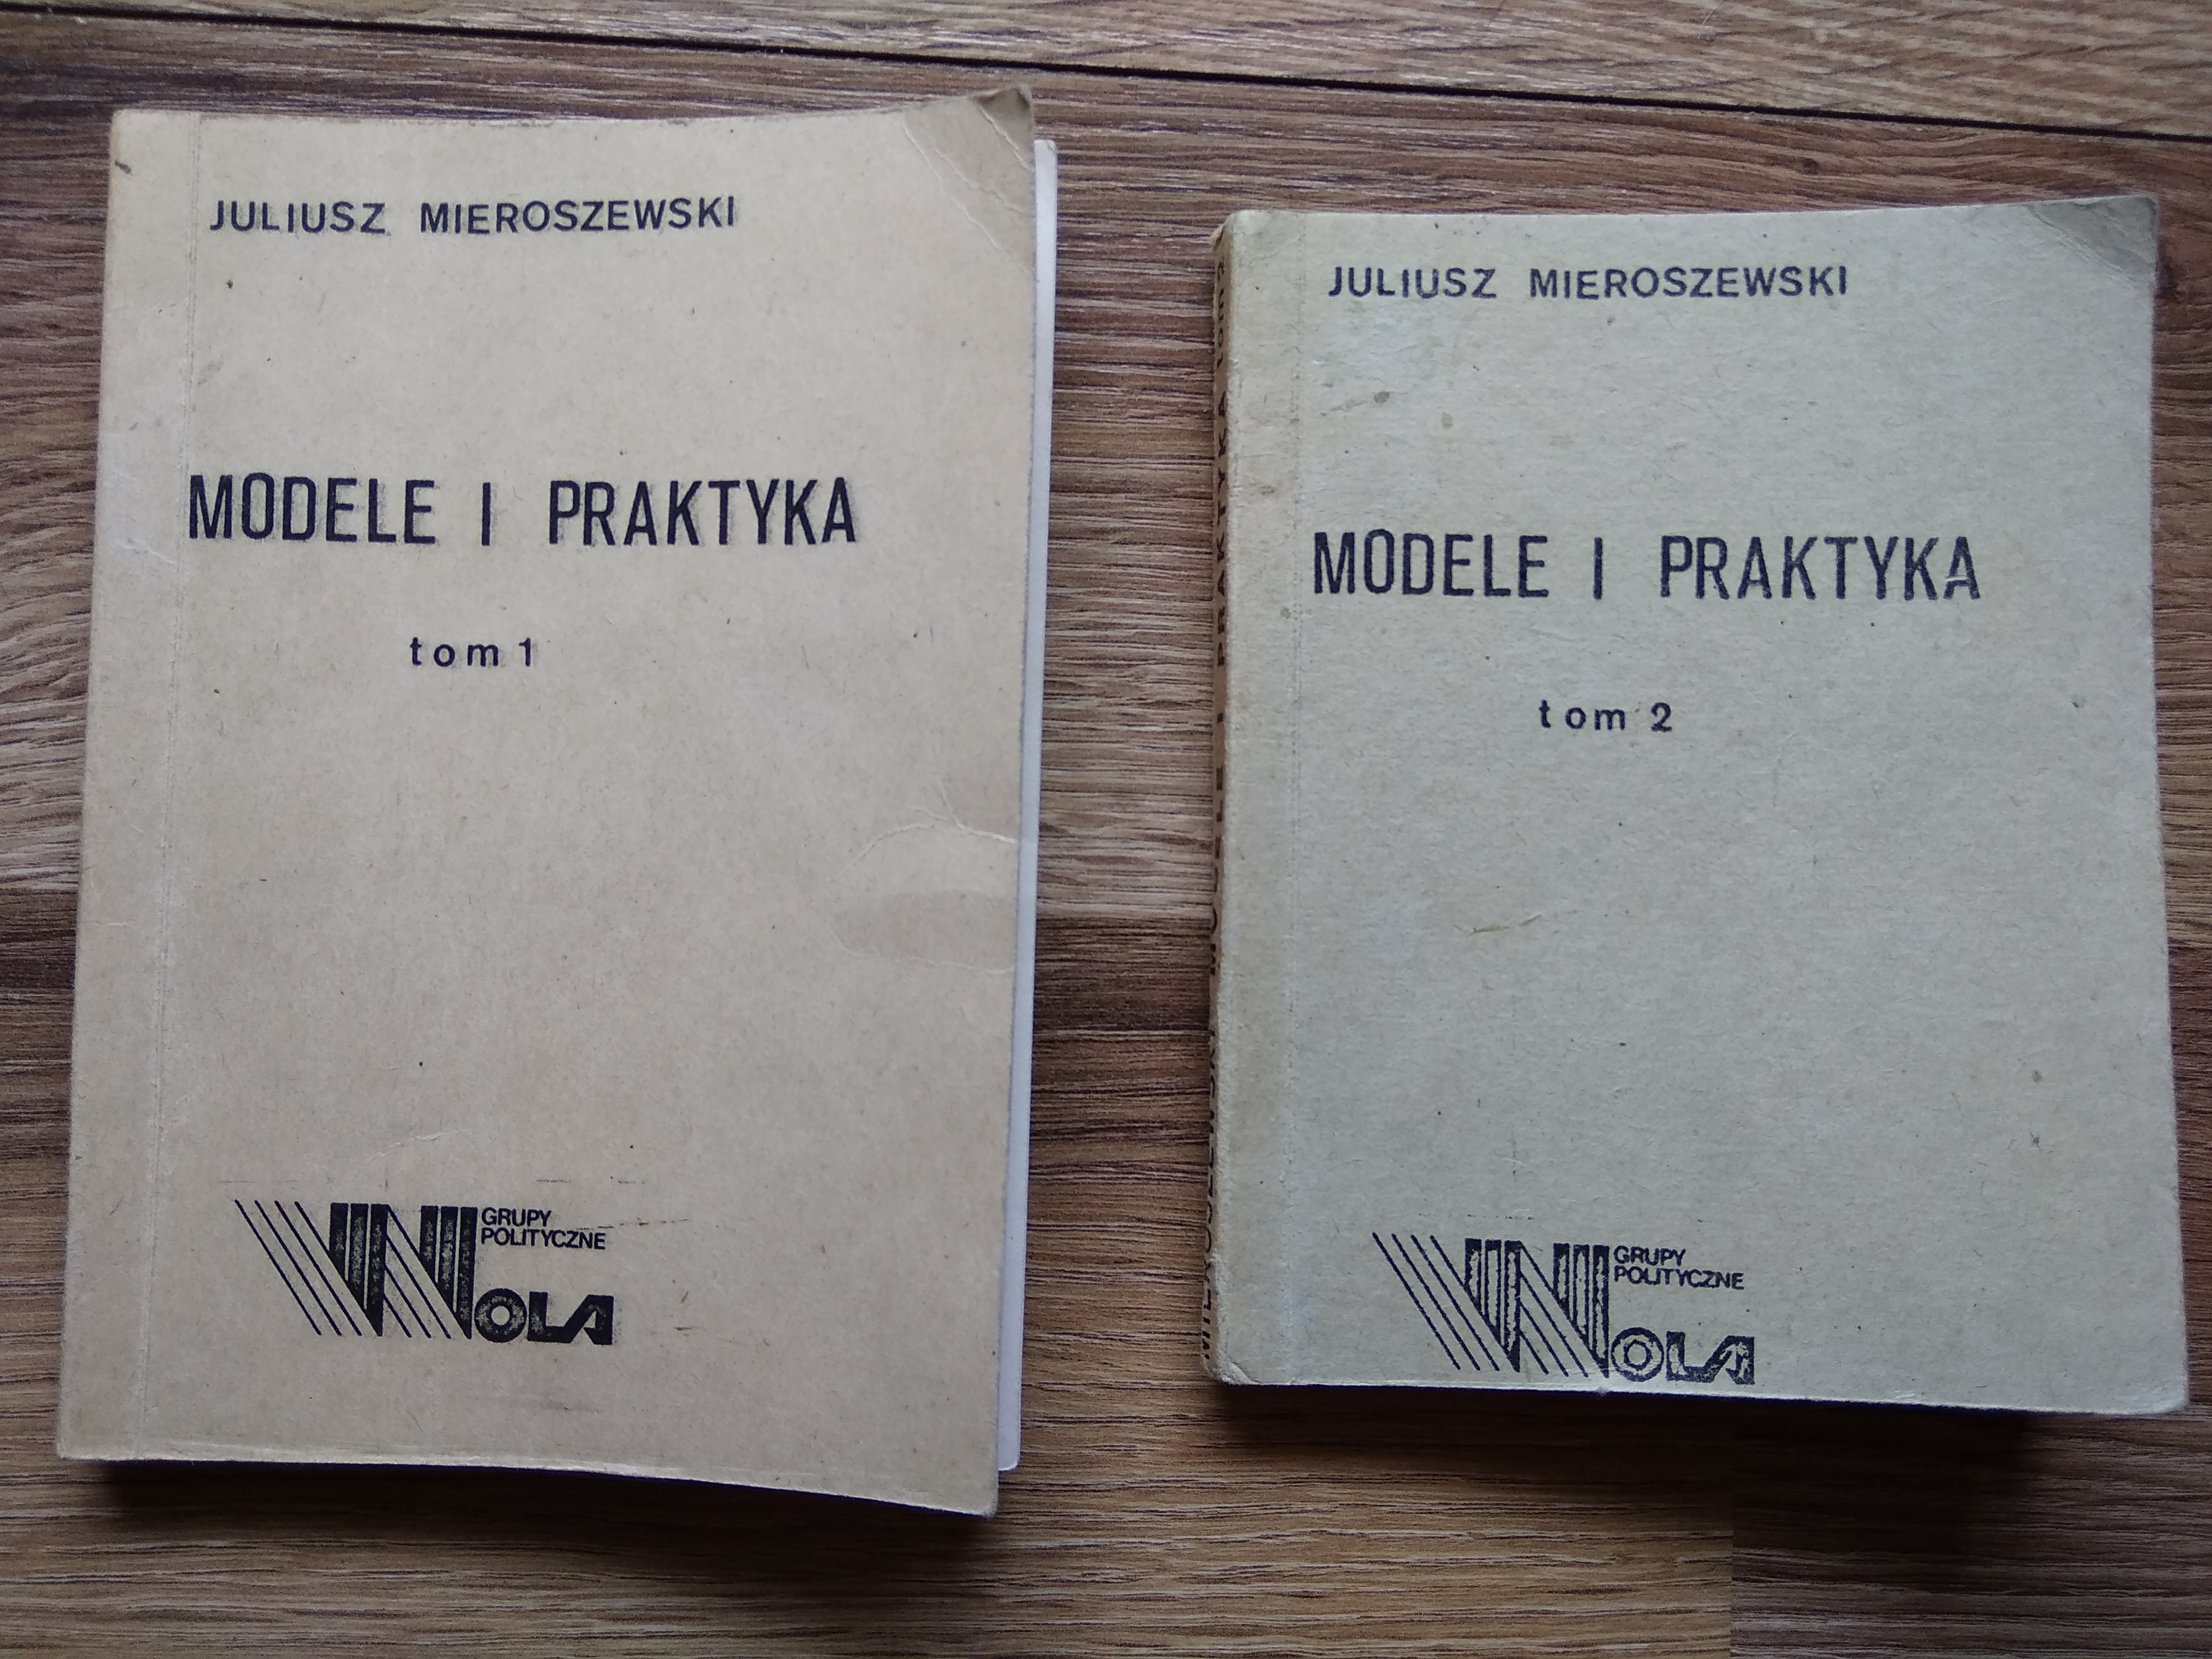 JULIUSZ MIEROSZEWSKI
MODELE I PRAKTYKA
tom 1
GRUPY
POLITYCZNE
WOLA
JULIUSZ MIEROSZEWSKI
MODELE I PRAKTYKA
tom 2
GRUPY
POLITYCZNE
WOLA